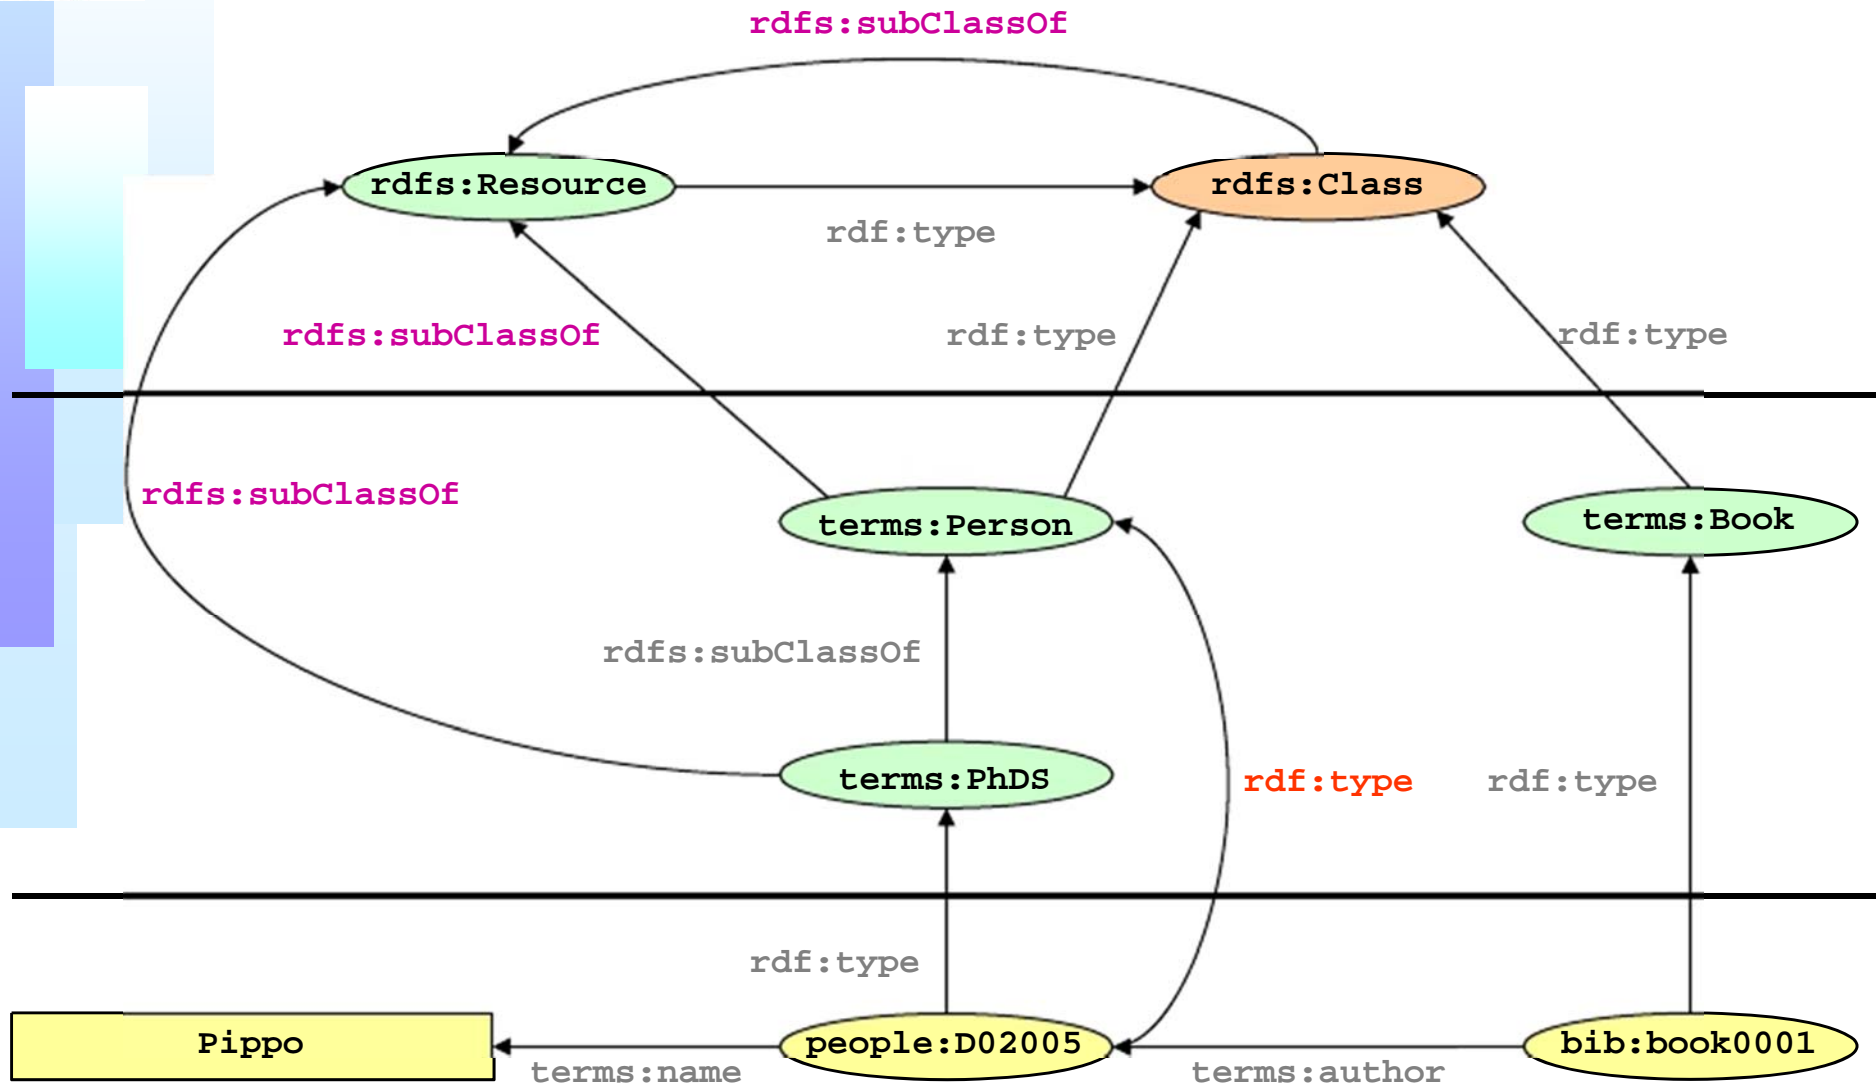 rdfs:subClassOf
rdfs:Resource
rdfs:Class
rdf:type
rdfs:subClassOf
rdf:type
rdf:type
rdfs:subClassOf
terms:Person
terms:Book
rdfs:subClassOf
terms:PhDS
rdf:type
rdf:type
rdf:type
Pippo
people:D02005
bib:book0001
terms:name
terms:author